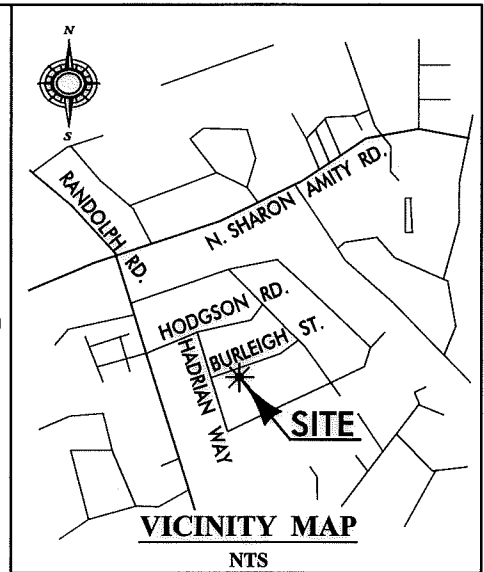 N
S
RANDOLPH RD.
N. SHARON AMITY RD.
HODGSON RD.
HADRIAN WAY
BURLEIGH ST.
SITE
VICINITY MAP
NTS